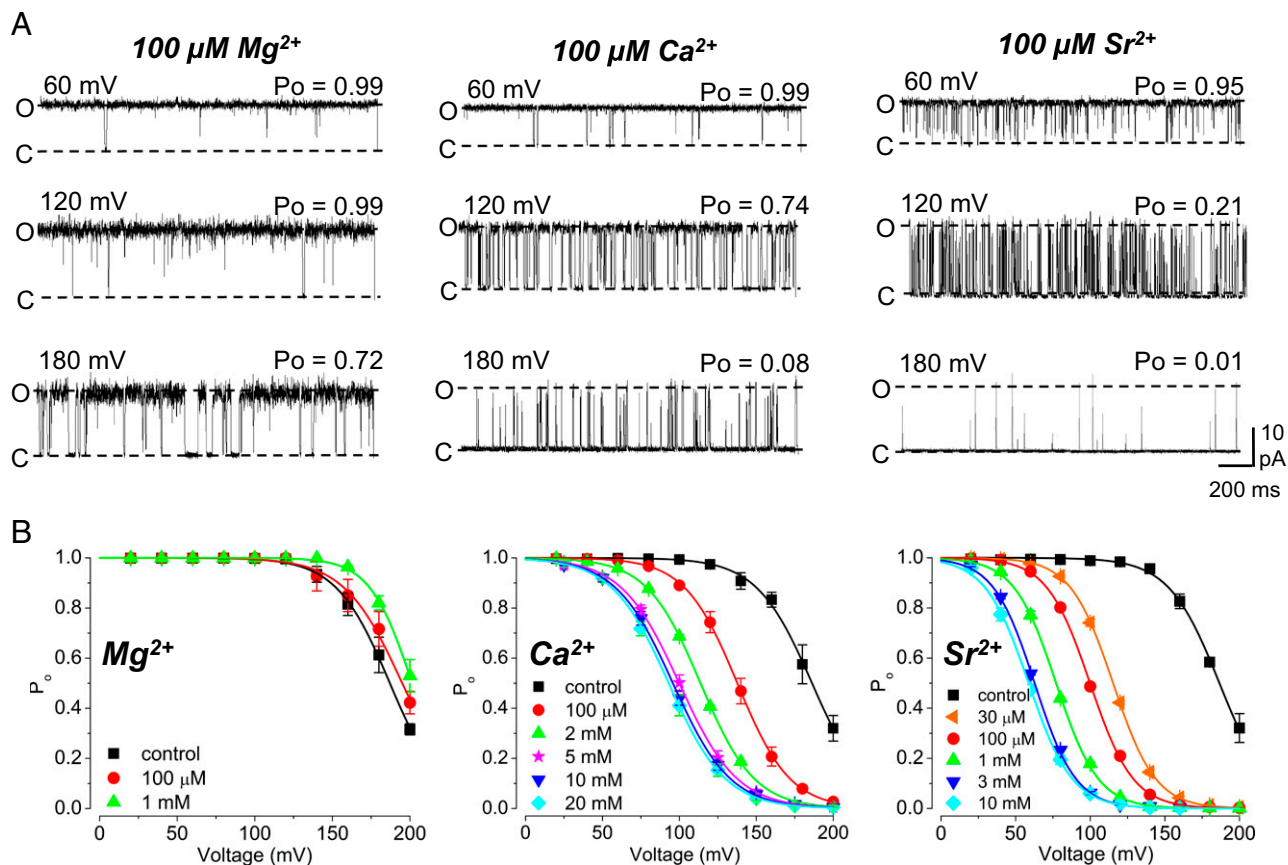 A
100 µM Mg2+
100 µM Ca2+
100 µM Sr2+
60 mV Po = 0.99
O
C
60 mV Po = 0.99
O
C
60 mV Po = 0.95
O
C
120 mV Po = 0.99
O
C
120 mV Po = 0.74
O
C
120 mV Po = 0.21
O
C
180 mV Po = 0.72
O
C
180 mV Po = 0.08
O
C
180 mV Po = 0.01
O
C
10
pA
200 ms
B
1.0
0.8
0.6
0.4
0.2
0.0
Po
Mg2+
control
100 µM
1 mM
0 50 100 150 200
Voltage (mV)
1.0
0.8
0.6
0.4
0.2
0.0
Po
Ca2+
control
100 µM
2 mM
5 mM
10 mM
20 mM
0 50 100 150 200
Voltage (mV)
1.0
0.8
0.6
0.4
0.2
0.0
Po
Sr2+
control
30 µM
100 µM
1 mM
3 mM
10 mM
0 50 100 150 200
Voltage (mV)